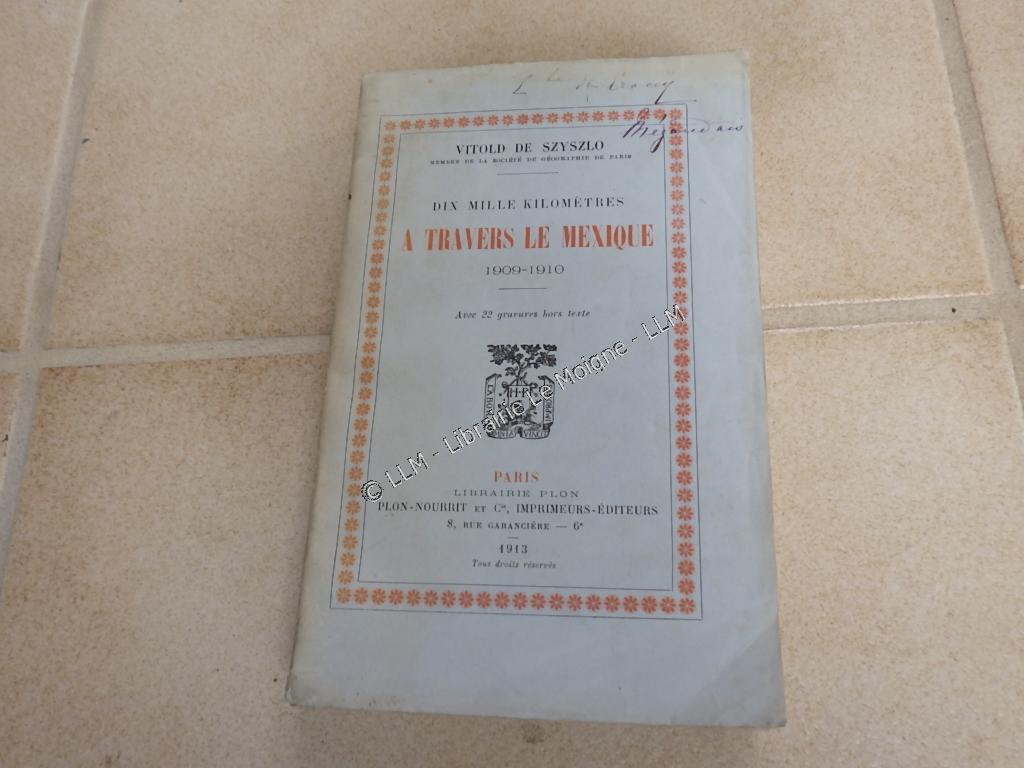 VITOLD DE SZYSZLO
MEMBRE DE LA SOCIÉTÉ DE GÉOGRAPHIE DE PARIS
DIX MILLE KILOMÈTRES
A TRAVERS LE MEXIQUE
1909-1910
Avec 22 gravures hors texte
© LLM - Librairie Le Moigne - LLM
PARIS
LIBRAIRIE PLON
PLON-NOURRIT ET Cie, IMPRIMEURS-ÉDITEURS
8, RUE GARANCIÈRE — 6e
1913
Tous droits réservés